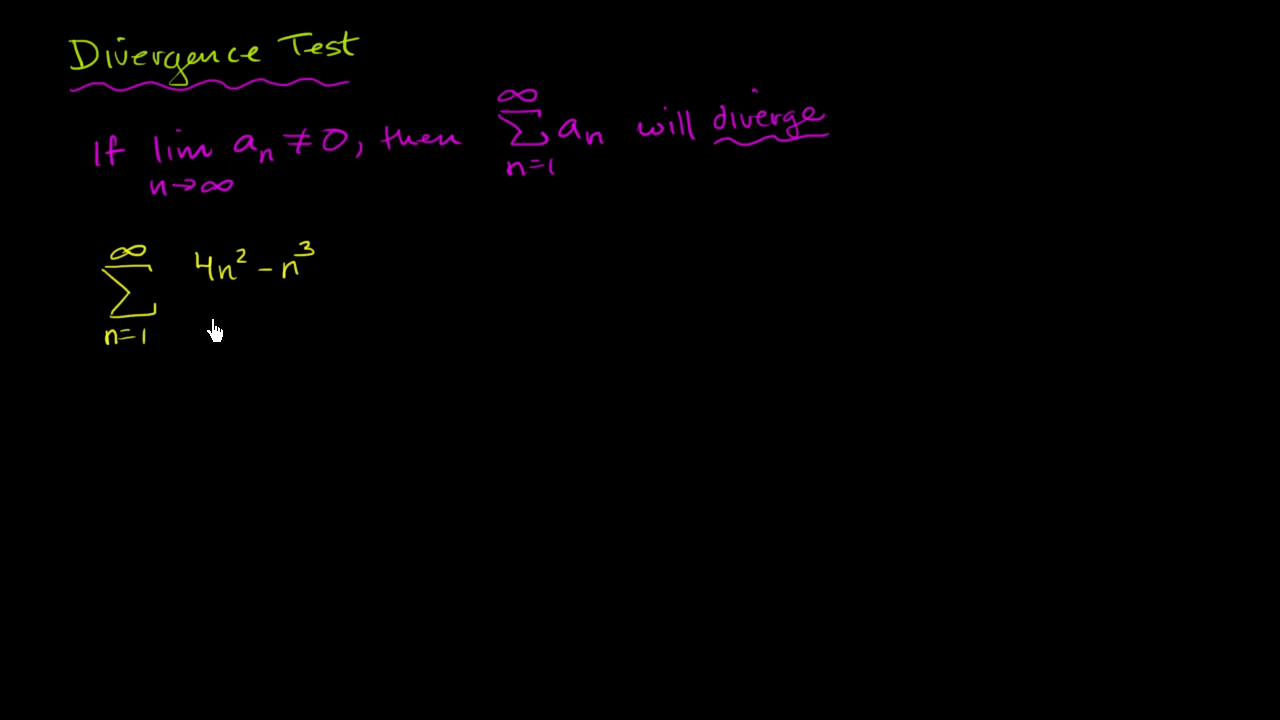 Divergence Test
If lim n→∞ aₙ ≠ 0, then ∞ Σ n=1 aₙ will diverge
∞ Σ n=1 4n² - n³